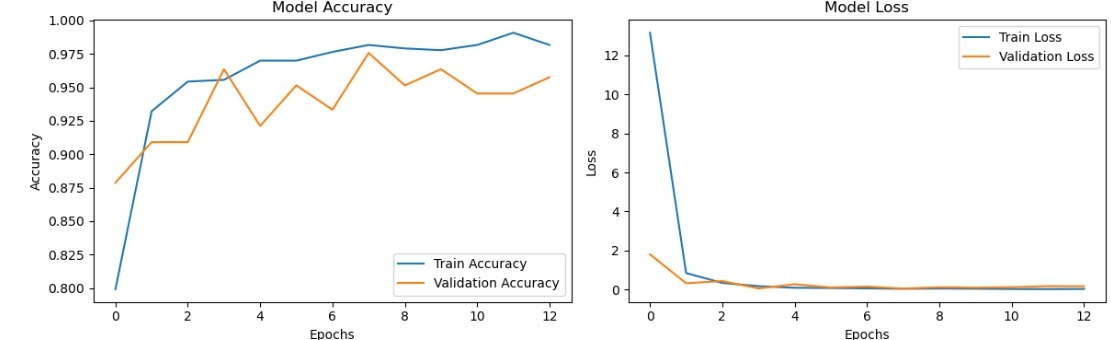 Model Accuracy
1.000
0.975
0.950
0.925
0.900
0.875
0.850
0.825
0.800
Accuracy
0 2 4 6 8 10 12
Epochs
Train Accuracy
Validation Accuracy
Model Loss
12
10
8
6
4
2
0
Loss
0 2 4 6 8 10 12
Epochs
Train Loss
Validation Loss